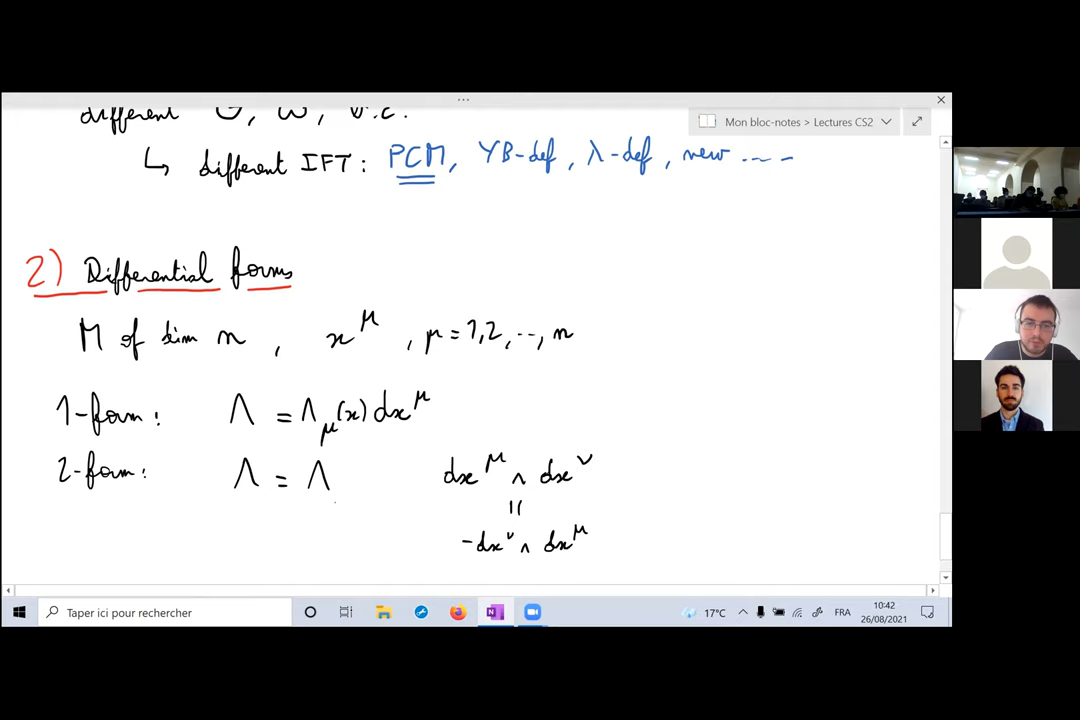 different Θ, ω, b.c.
Mon bloc-notes > Lectures CS2
↳ different IFT : PCM, YB-def, λ-def, new ....
2) Differential forms
M of dim n , x^μ , μ = 1,2, ..., n
1-form : Λ = Λ_μ(x) dx^μ
2-form : Λ = Λ dx^μ ∧ dx^ν
=
-dx^ν ∧ dx^μ
Taper ici pour rechercher
17°C
FRA
10:42
26/08/2021